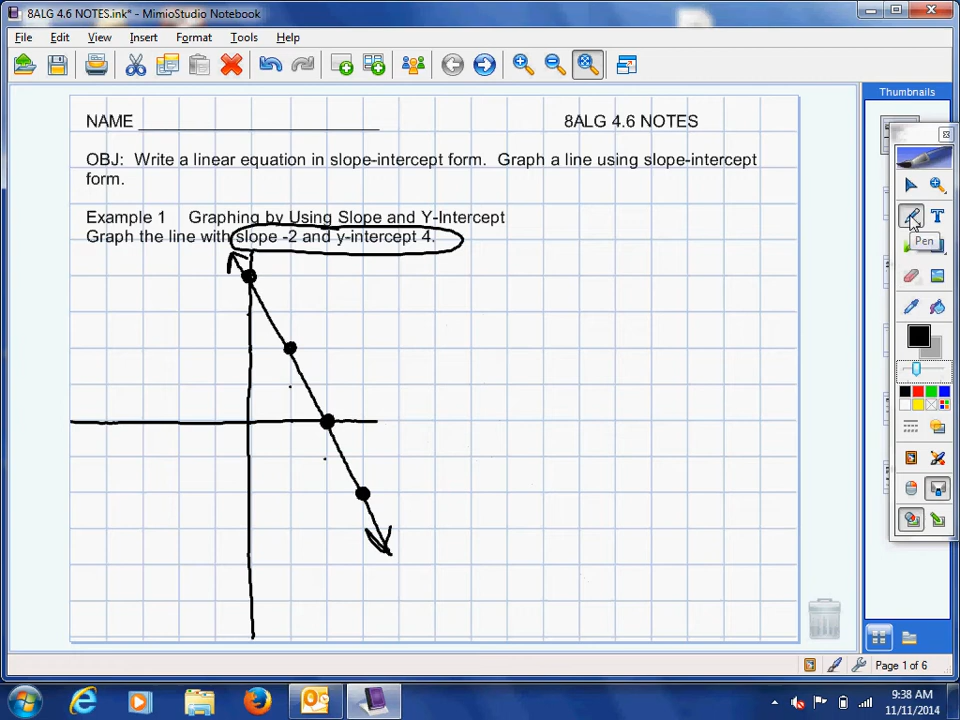 8ALG 4.6 NOTES.ink* - MimioStudio Notebook
File Edit View Insert Format Tools Help
Thumbnails
NAME ___________________________ 8ALG 4.6 NOTES
OBJ: Write a linear equation in slope-intercept form. Graph a line using slope-intercept
form.
Example 1 Graphing by Using Slope and Y-Intercept
Graph the line with slope -2 and y-intercept 4.
T
Pen
Page 1 of 6
9:38 AM
11/11/2014